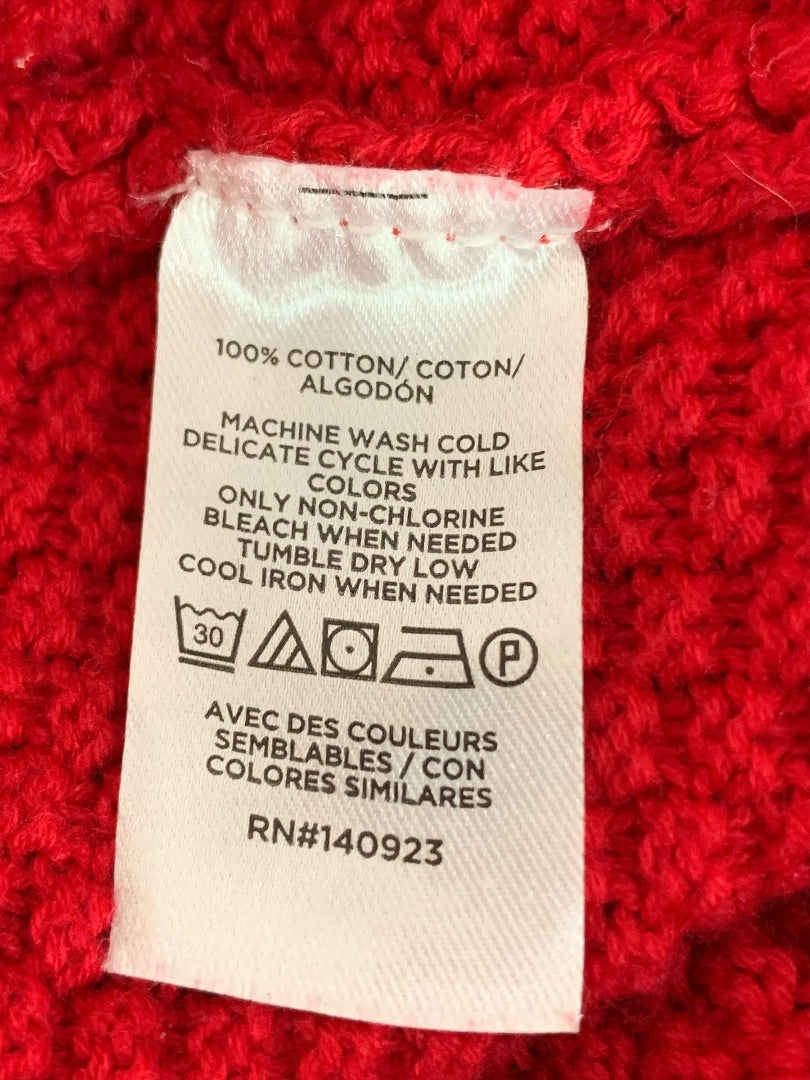 100% COTTON/ COTON/
ALGODÓN
MACHINE WASH COLD
DELICATE CYCLE WITH LIKE
COLORS
ONLY NON-CHLORINE
BLEACH WHEN NEEDED
TUMBLE DRY LOW
COOL IRON WHEN NEEDED
30 P
AVEC DES COULEURS
SEMBLABLES / CON
COLORES SIMILARES
RN#140923